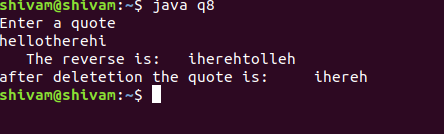 shivam@shivam:~$ java q8
Enter a quote
hellotherehi
The reverse is: iherehtolleh
after deletetion the quote is: ihereh
shivam@shivam:~$